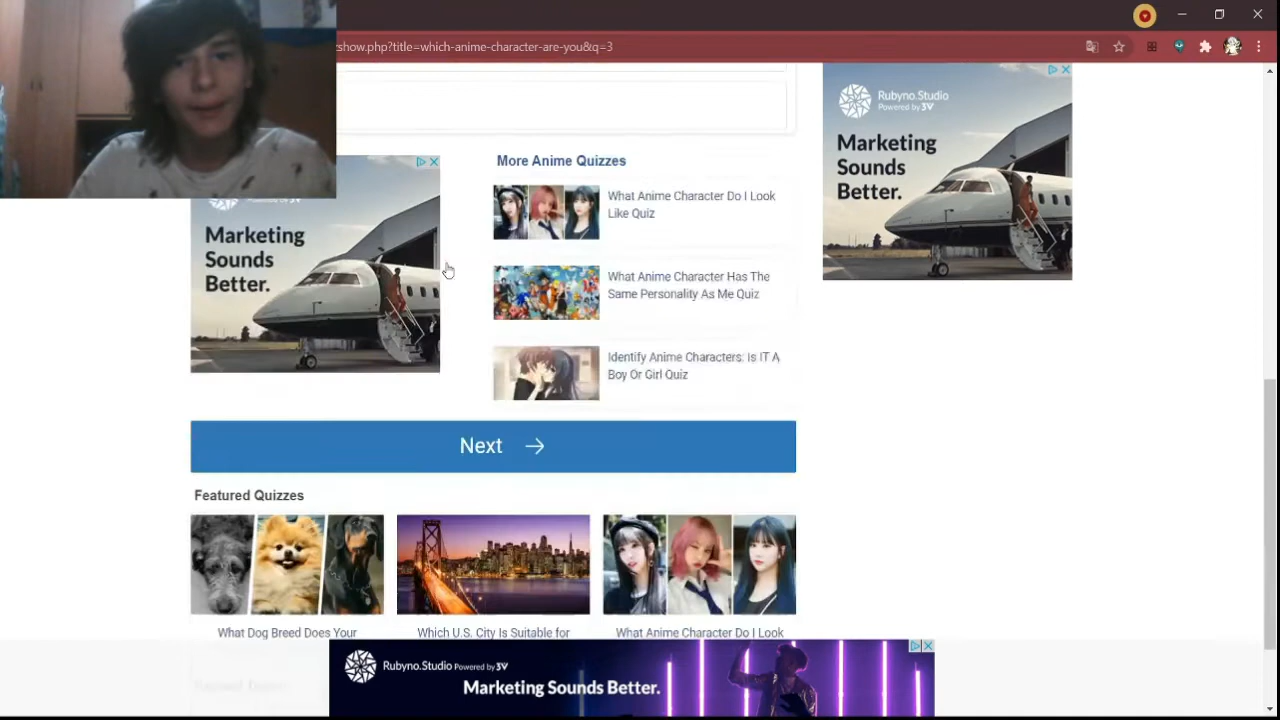 show.php?title=which-anime-character-are-you&q=3
Rubyno.Studio
Powered by 3V
Marketing
Sounds
Better.
More Anime Quizzes
What Anime Character Do I Look
Like Quiz
Marketing
Sounds
Better.
What Anime Character Has The
Same Personality As Me Quiz
Identify Anime Characters: Is IT A
Boy Or Girl Quiz
Next
Featured Quizzes
What Dog Breed Does Your
Which U.S. City Is Suitable for
What Anime Character Do I Look
Rubyno.Studio Powered by 3V
Marketing Sounds Better.